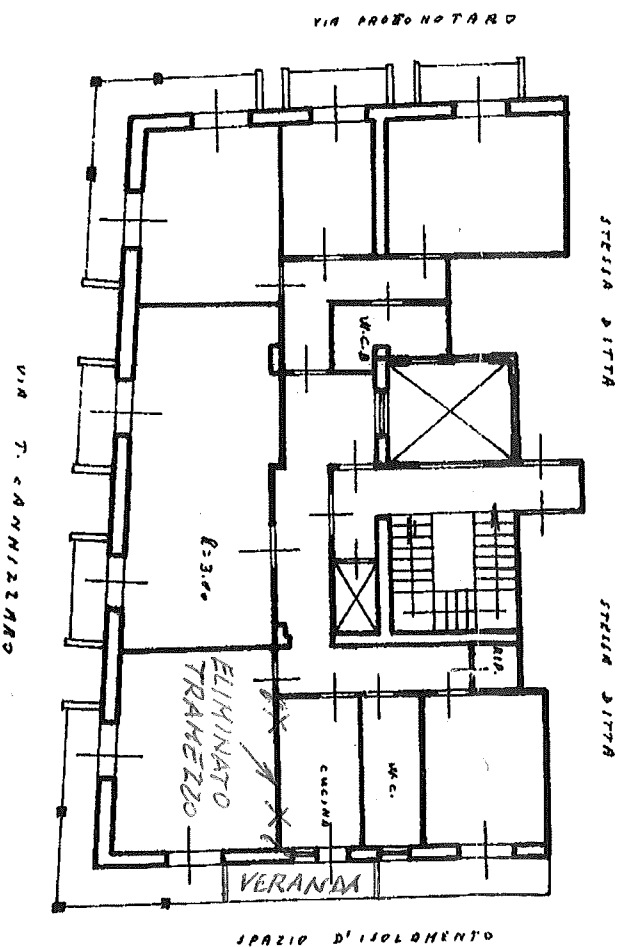 VIA PROTONOTARO
STESSA DITTA
W.C.B
VIA T. CANNIZZARO
h=3.00
STESSA DITTA
RIP.
ELIMINATO
TRAMEZZO
CUCINA
W.C.
VERANDA
SPAZIO D'ISOLAMENTO